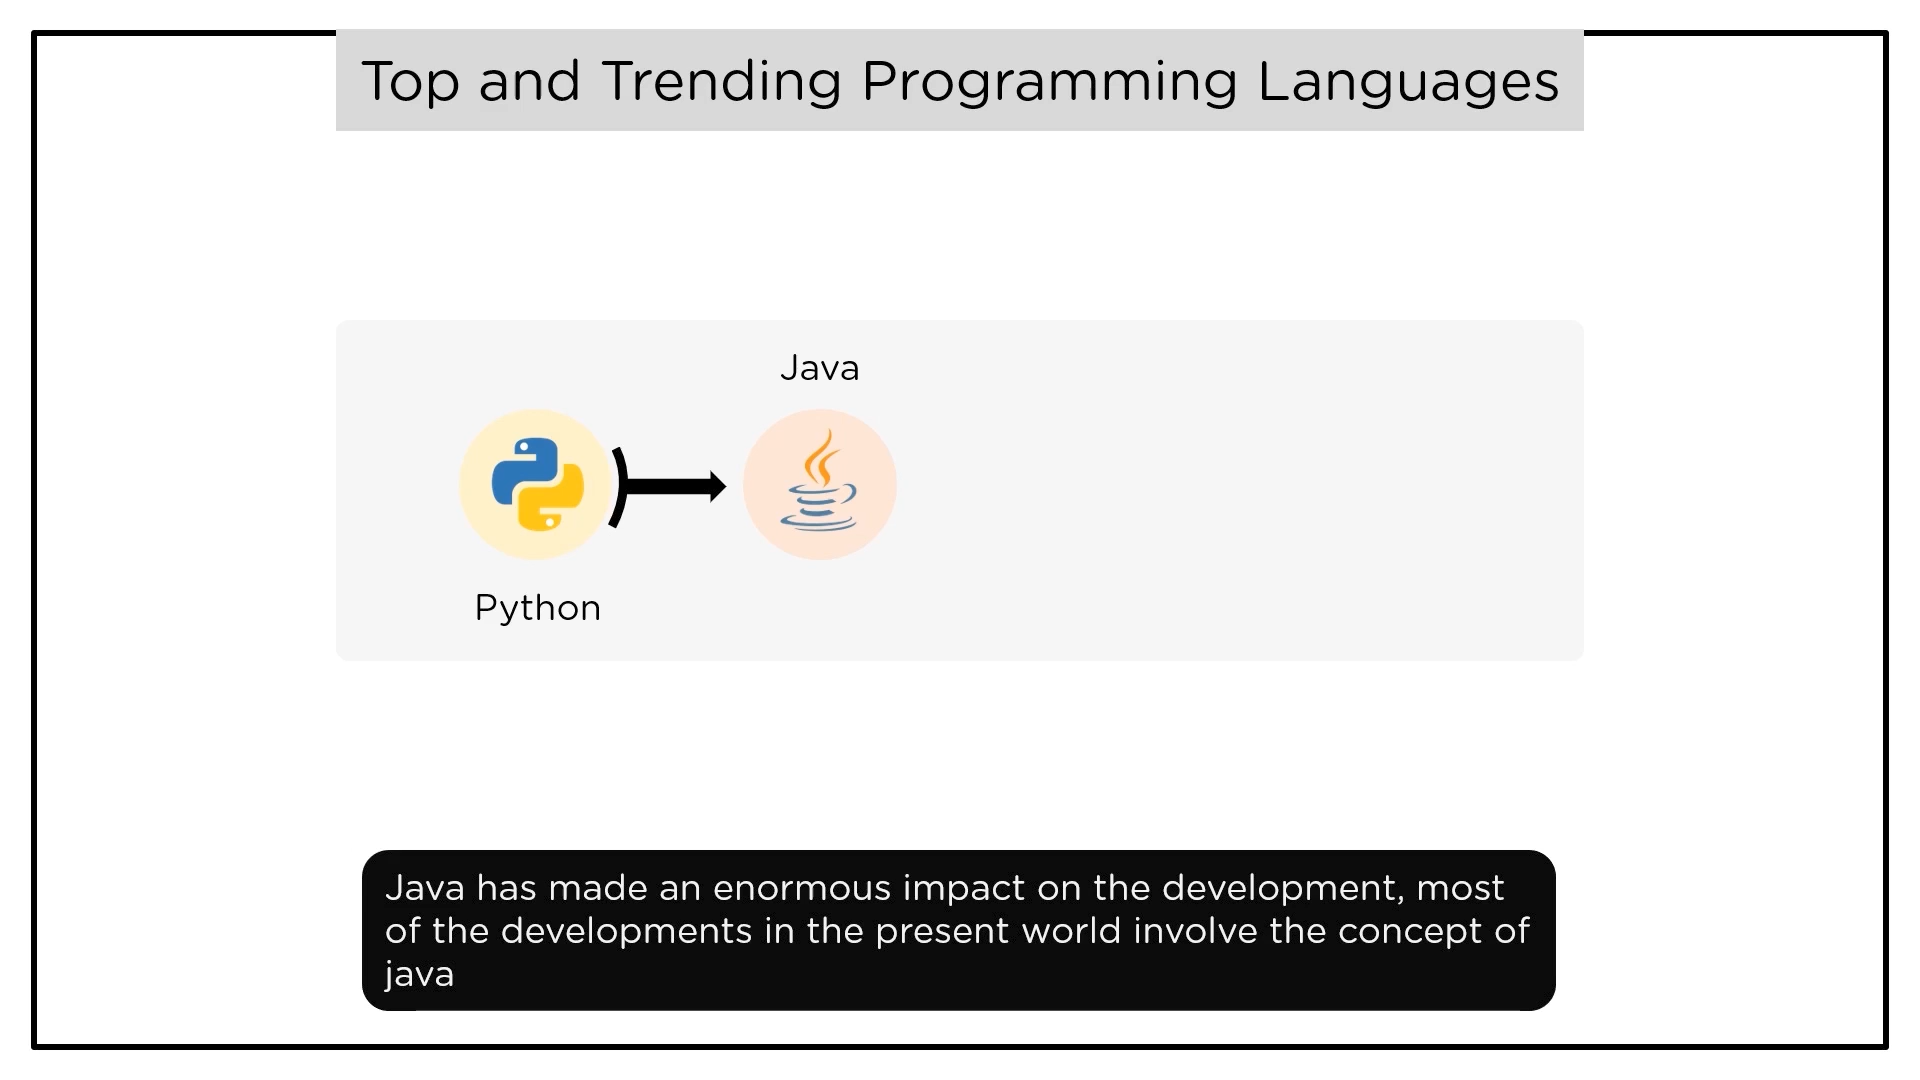 Top and Trending Programming Languages
Java
Python
Java has made an enormous impact on the development, most
of the developments in the present world involve the concept of
java